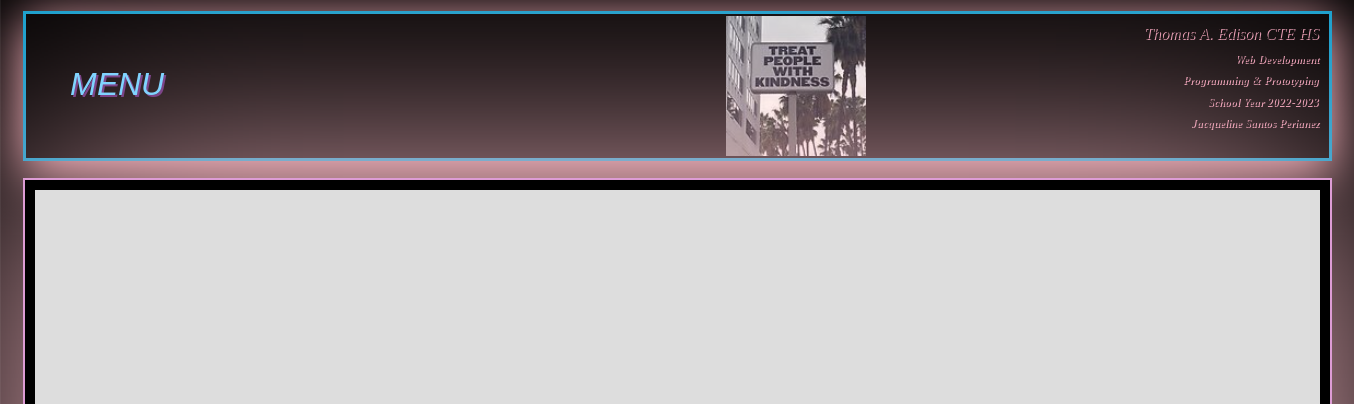 MENU
TREAT
PEOPLE
WITH
KINDNESS
Thomas A. Edison CTE HS
Web Development
Programming & Prototyping
School Year 2022-2023
Jacqueline Santos Perianez